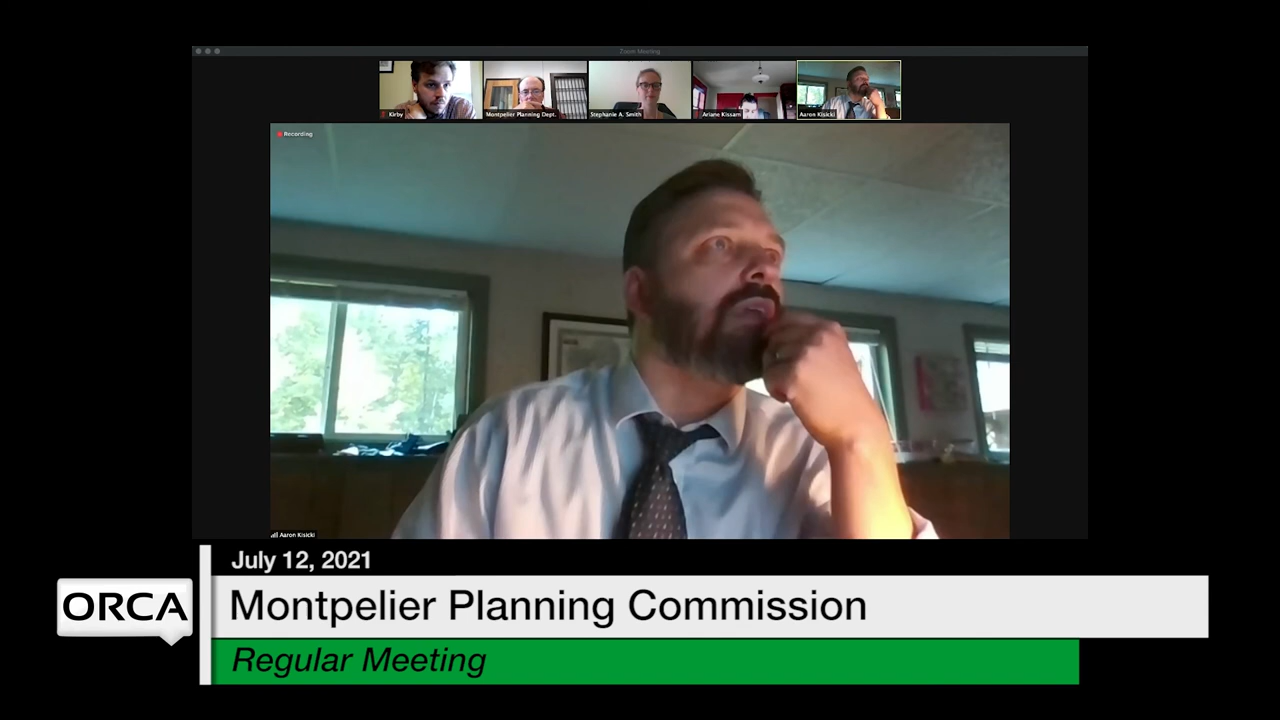 Zoom Meeting
Kirby
Montpelier Planning Dept.
Stephanie A. Smith
Ariane Kissam
Aaron Kisicki
Recording
Aaron Kisicki
July 12, 2021
ORCA
Montpelier Planning Commission
Regular Meeting